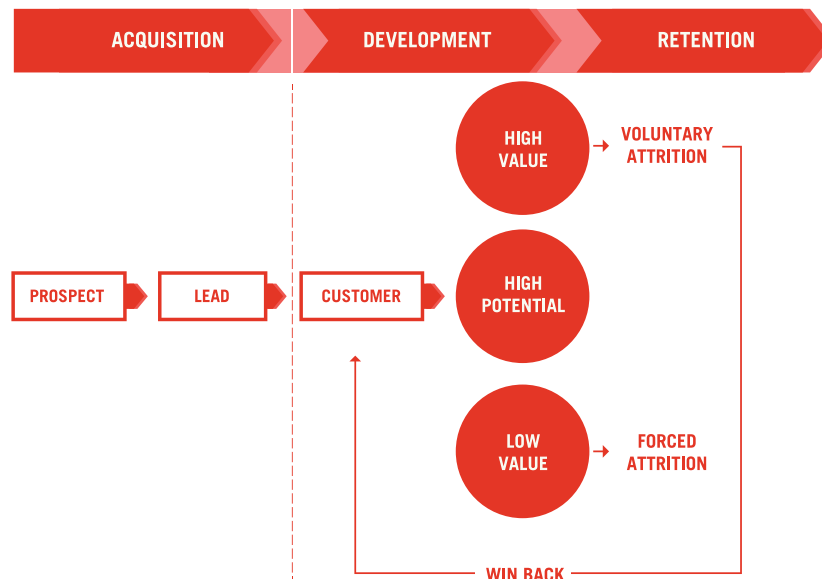 ACQUISITION
DEVELOPMENT
RETENTION
HIGH
VALUE
VOLUNTARY
ATTRITION
PROSPECT
LEAD
CUSTOMER
HIGH
POTENTIAL
LOW
VALUE
FORCED
ATTRITION
WIN BACK